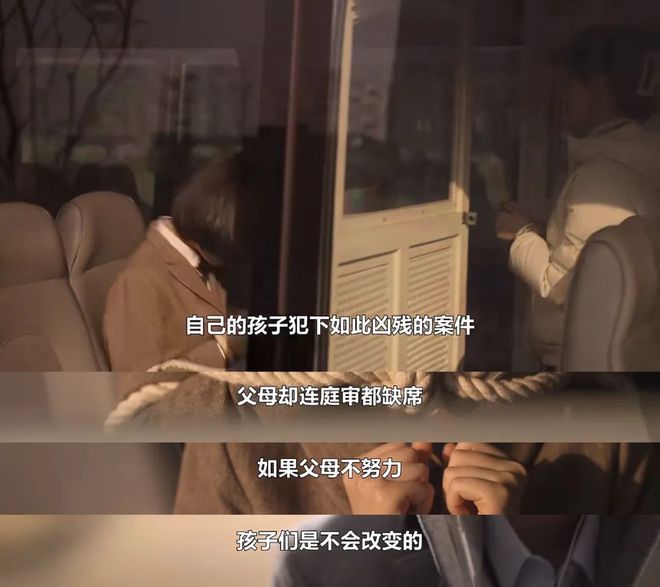 自己的孩子犯下如此凶残的案件
父母却连庭审都缺席
如果父母不努力
孩子们是不会改变的